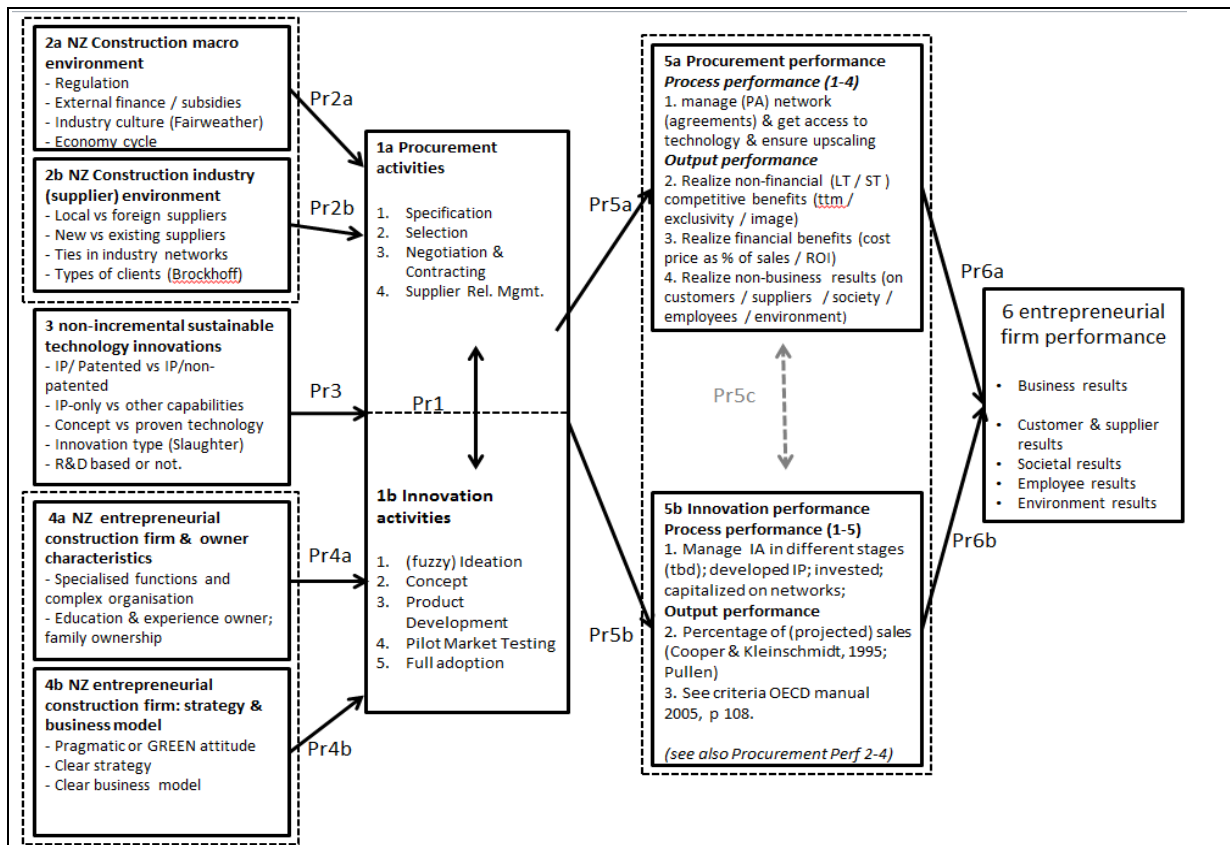 2a NZ Construction macro
environment
- Regulation
- External finance / subsidies
- Industry culture (Fairweather)
- Economy cycle
2b NZ Construction industry
(supplier) environment
- Local vs foreign suppliers
- New vs existing suppliers
- Ties in industry networks
- Types of clients (Brockhoff)
3 non-incremental sustainable
technology innovations
- IP/ Patented vs IP/non-
patented
- IP-only vs other capabilities
- Concept vs proven technology
- Innovation type (Slaughter)
- R&D based or not.
4a NZ entrepreneurial
construction firm & owner
characteristics
- Specialised functions and
complex organisation
- Education & experience owner;
family ownership
4b NZ entrepreneurial
construction firm: strategy &
business model
- Pragmatic or GREEN attitude
- Clear strategy
- Clear business model
Pr2a
Pr2b
Pr3
Pr4a
Pr4b
1a Procurement
activities
1. Specification
2. Selection
3. Negotiation &
Contracting
4. Supplier Rel. Mgmt.
Pr1
1b Innovation
activities
1. (fuzzy) Ideation
2. Concept
3. Product
Development
4. Pilot Market Testing
5. Full adoption
Pr5a
Pr5b
5a Procurement performance
Process performance (1-4)
1. manage (PA) network
(agreements) & get access to
technology & ensure upscaling
Output performance
2. Realize non-financial (LT / ST )
competitive benefits (ttm /
exclusivity / image)
3. Realize financial benefits (cost
price as % of sales / ROI)
4. Realize non-business results (on
customers / suppliers / society /
employees / environment)
Pr5c
5b Innovation performance
Process performance (1-5)
1. Manage IA in different stages
(tbd); developed IP; invested;
capitalized on networks;
Output performance
2. Percentage of (projected) sales
(Cooper & Kleinschmidt, 1995;
Pullen)
3. See criteria OECD manual
2005, p 108.
(see also Procurement Perf 2-4)
Pr6a
Pr6b
6 entrepreneurial
firm performance
• Business results
• Customer & supplier
results
• Societal results
• Employee results
• Environment results